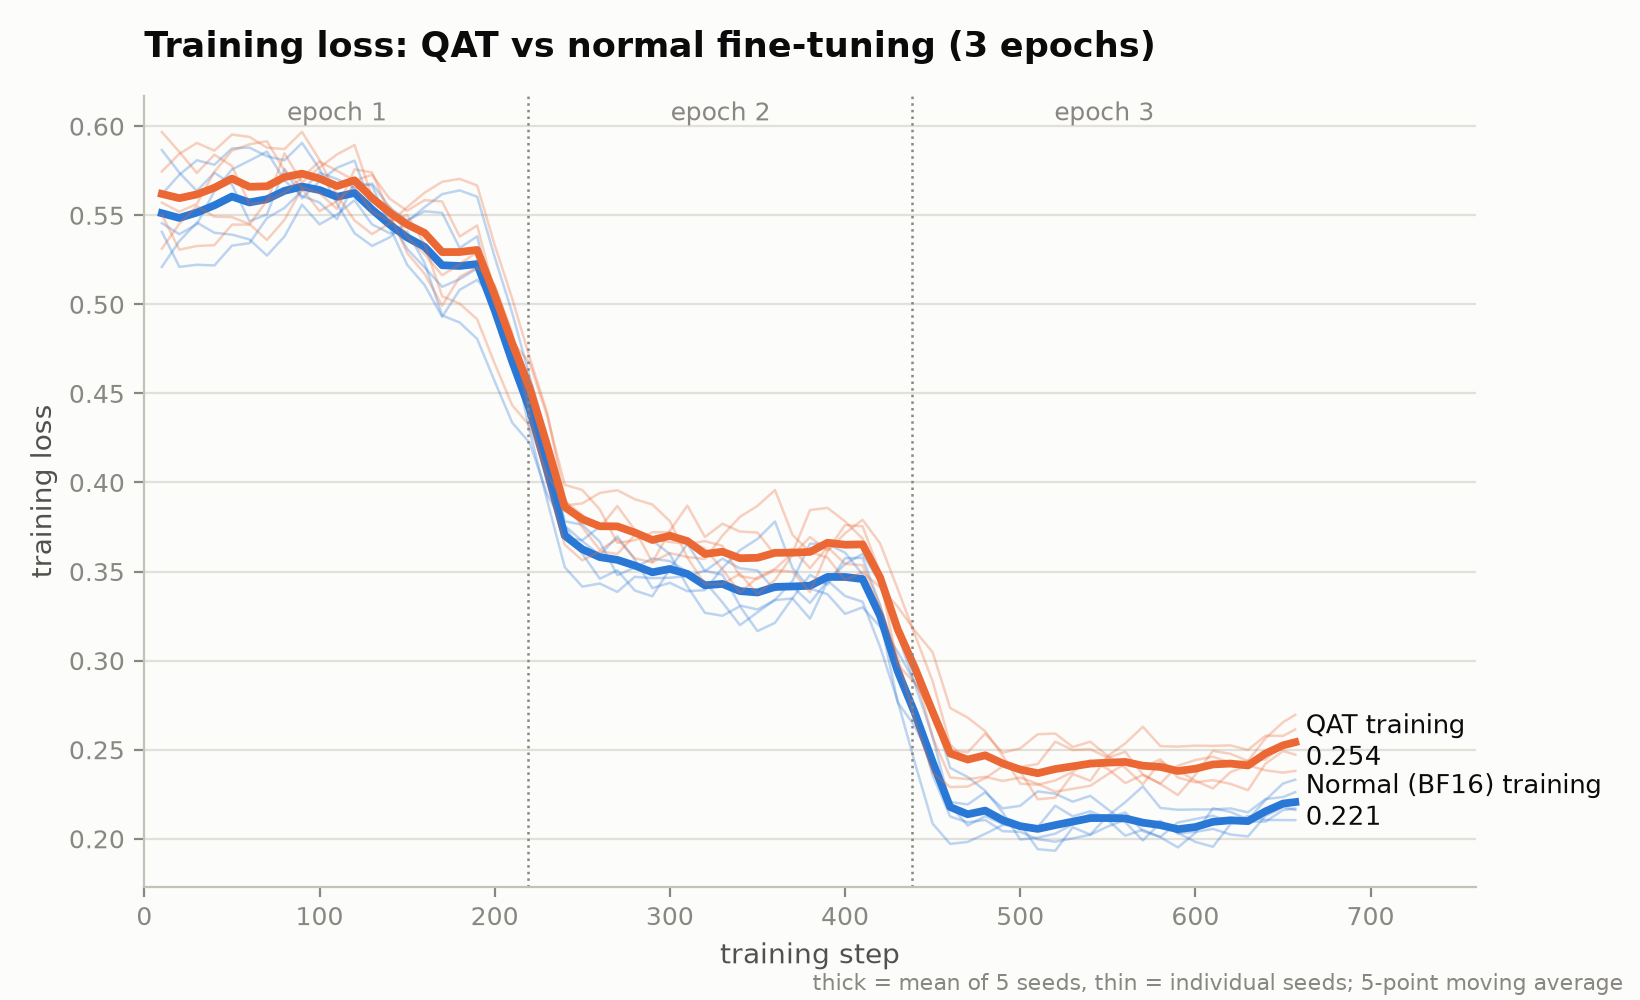 Training loss: QAT vs normal fine-tuning (3 epochs)
epoch 1
epoch 2
epoch 3
training loss
0.60
0.55
0.50
0.45
0.40
0.35
0.30
0.25
0.20
QAT training
0.254
Normal (BF16) training
0.221
0
100
200
300
400
500
600
700
training step
thick = mean of 5 seeds, thin = individual seeds; 5-point moving average